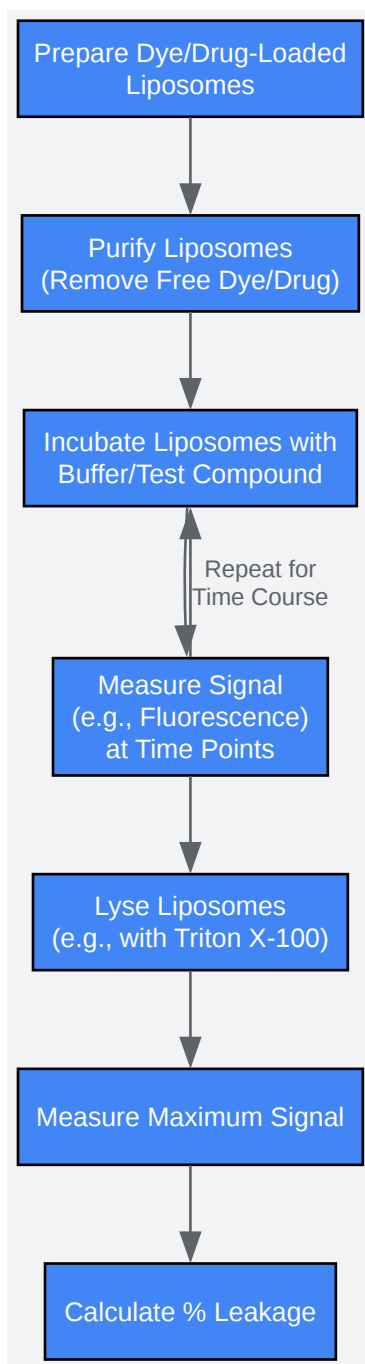 Prepare Dye/Drug-Loaded
Liposomes
Purify Liposomes
(Remove Free Dye/Drug)
Incubate Liposomes with
Buffer/Test Compound
Repeat for
Time Course
Measure Signal
(e.g., Fluorescence)
at Time Points
Lyse Liposomes
(e.g., with Triton X-100)
Measure Maximum Signal
Calculate % Leakage